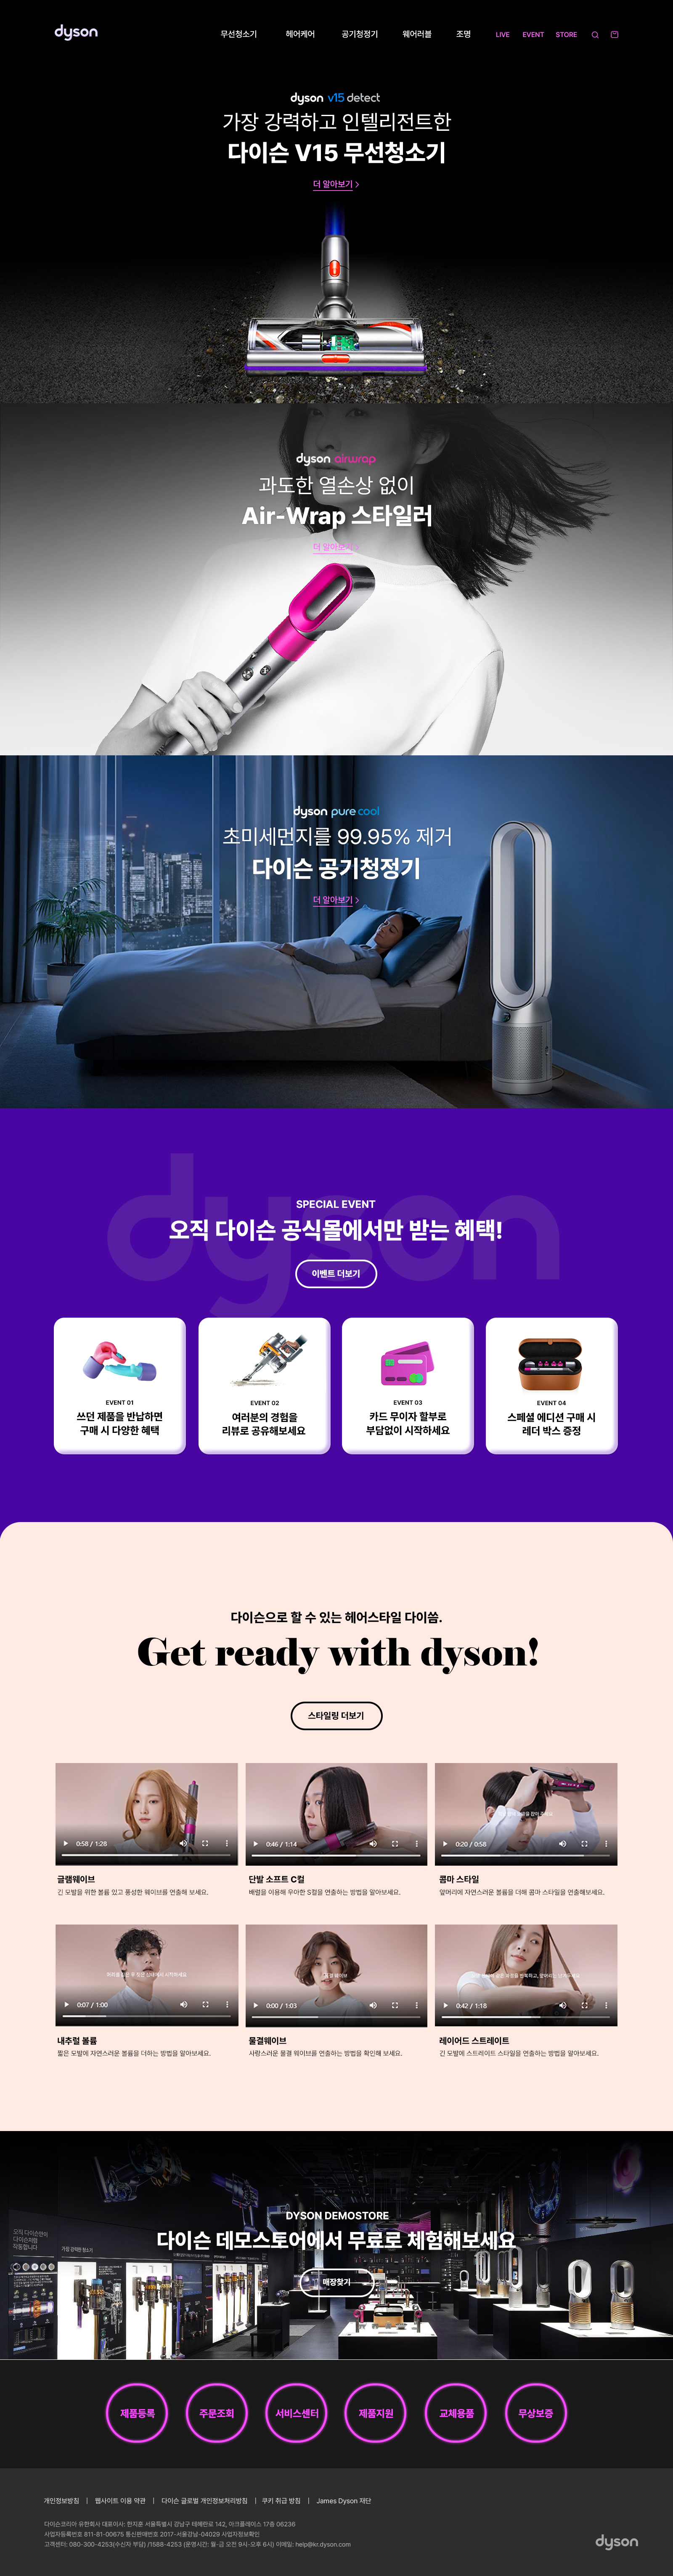 dyson
무선청소기
헤어케어
공기청정기
웨어러블
조명
LIVE
EVENT
STORE
dyson v15 detect
가장 강력하고 인텔리전트한
다이슨 V15 무선청소기
더 알아보기
dyson airwrap
과도한 열손상 없이
Air-Wrap 스타일러
더 알아보기
dyson pure cool
초미세먼지를 99.95% 제거
다이슨 공기청정기
더 알아보기
dyson
SPECIAL EVENT
오직 다이슨 공식몰에서만 받는 혜택!
이벤트 더보기
EVENT 01
쓰던 제품을 반납하면
구매 시 다양한 혜택
EVENT 02
여러분의 경험을
리뷰로 공유해보세요
EVENT 03
카드 무이자 할부로
부담없이 시작하세요
EVENT 04
스페셜 에디션 구매 시
레더 박스 증정
다이슨으로 할 수 있는 헤어스타일 다이씀.
Get ready with dyson!
스타일링 더보기
0:58 / 1:28
글램웨이브
긴 모발을 위한 볼륨 있고 풍성한 웨이브를 연출해 보세요.
0:46 / 1:14
단발 소프트 C컬
배럴을 이용해 우아한 S컬을 연출하는 방법을 알아보세요.
0:20 / 0:58
콤마 스타일
앞머리에 자연스러운 볼륨을 더해 콤마 스타일을 연출해보세요.
0:07 / 1:00
내추럴 볼륨
짧은 모발에 자연스러운 볼륨을 더하는 방법을 알아보세요.
0:00 / 1:03
물결웨이브
사랑스러운 물결 웨이브를 연출하는 방법을 확인해 보세요.
0:42 / 1:18
레이어드 스트레이트
긴 모발에 스트레이트 스타일을 연출하는 방법을 알아보세요.
DYSON DEMOSTORE
다이슨 데모스토어에서 무료로 체험해보세요
매장찾기
제품등록
주문조회
서비스센터
제품지원
교체용품
무상보증
개인정보방침 | 웹사이트 이용 약관 | 다이슨 글로벌 개인정보처리방침 | 쿠키 취급 방침 | James Dyson 재단
다이슨코리아 유한회사 대표이사: 한지훈 서울특별시 강남구 테헤란로 142, 아크플레이스 17층 06236
사업자등록번호 811-81-00675 통신판매번호 2017-서울강남-04029 사업자정보확인
고객센터: 080-300-4253(수신자 부담) /1588-4253 (운영시간: 월-금 오전 9시-오후 6시) 이메일: help@kr.dyson.com
dyson